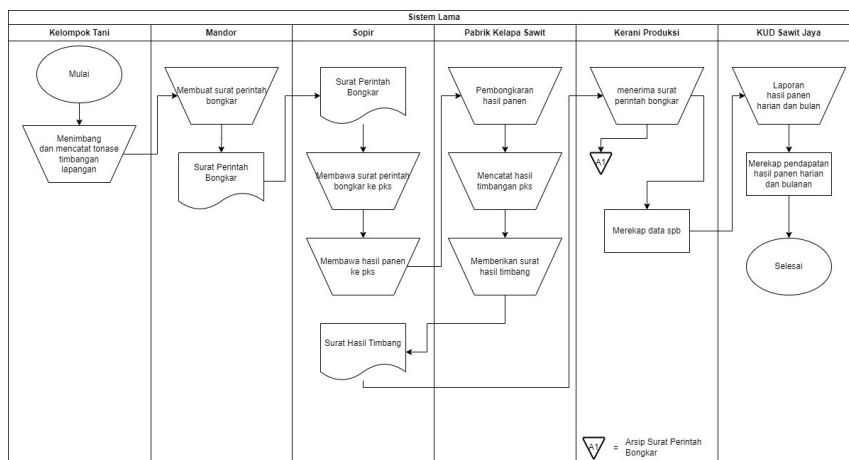 Sistem Lama
Kelompok Tani
Mandor
Sopir
Pabrik Kelapa Sawit
Kerani Produksi
KUD Sawit Jaya
Mulai
Menimbang
dan mencatat tonase
timbangan
lapangan
Membuat surat perintah
bongkar
Surat Perintah
Bongkar
Surat Perintah
Bongkar
Membawa surat perintah
bongkar ke pks
Membawa hasil panen
ke pks
Surat Hasil Timbang
Pembongkaran
hasil panen
Mencatat hasil
timbangan pks
Memberikan surat
hasil timbang
menerima surat
perintah bongkar
A1
Merekap data spb
Laporan
hasil panen
harian dan bulan
Merekap pendapatan
hasil panen harian
dan bulanan
Selesai
A1 = Arsip Surat Perintah
Bongkar